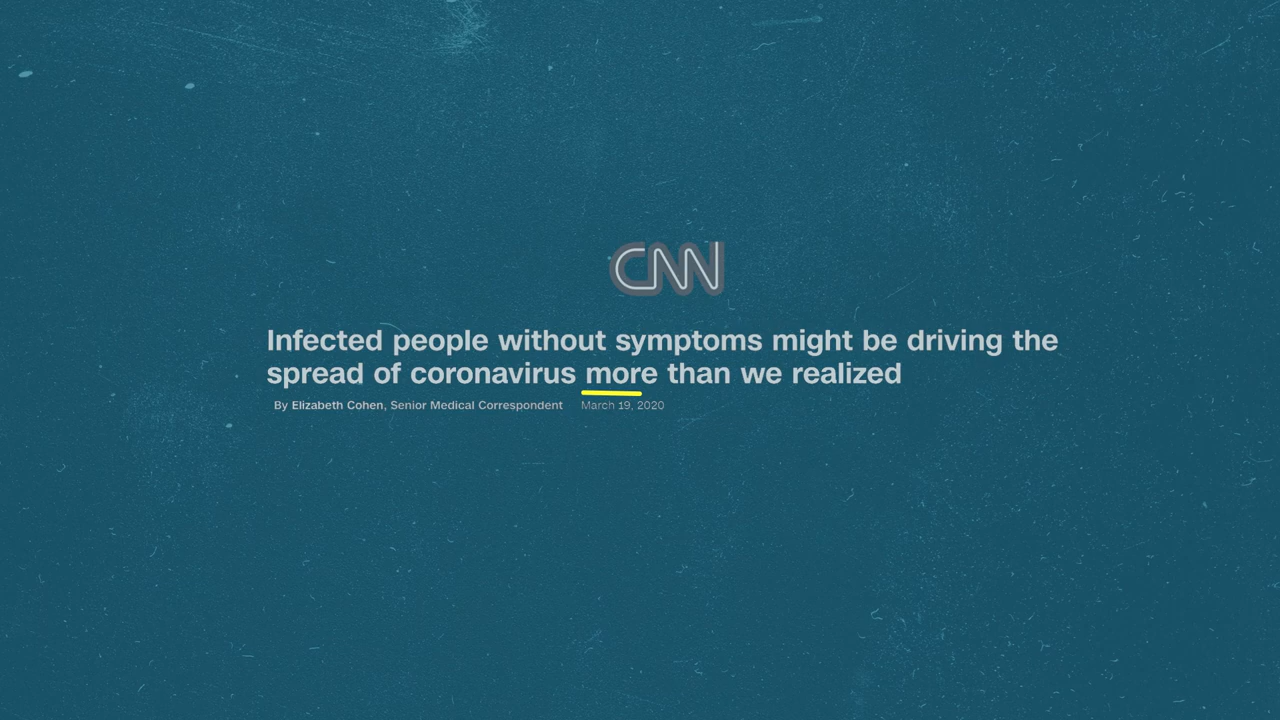 CNN
Infected people without symptoms might be driving the
spread of coronavirus more than we realized
By Elizabeth Cohen, Senior Medical Correspondent March 19, 2020